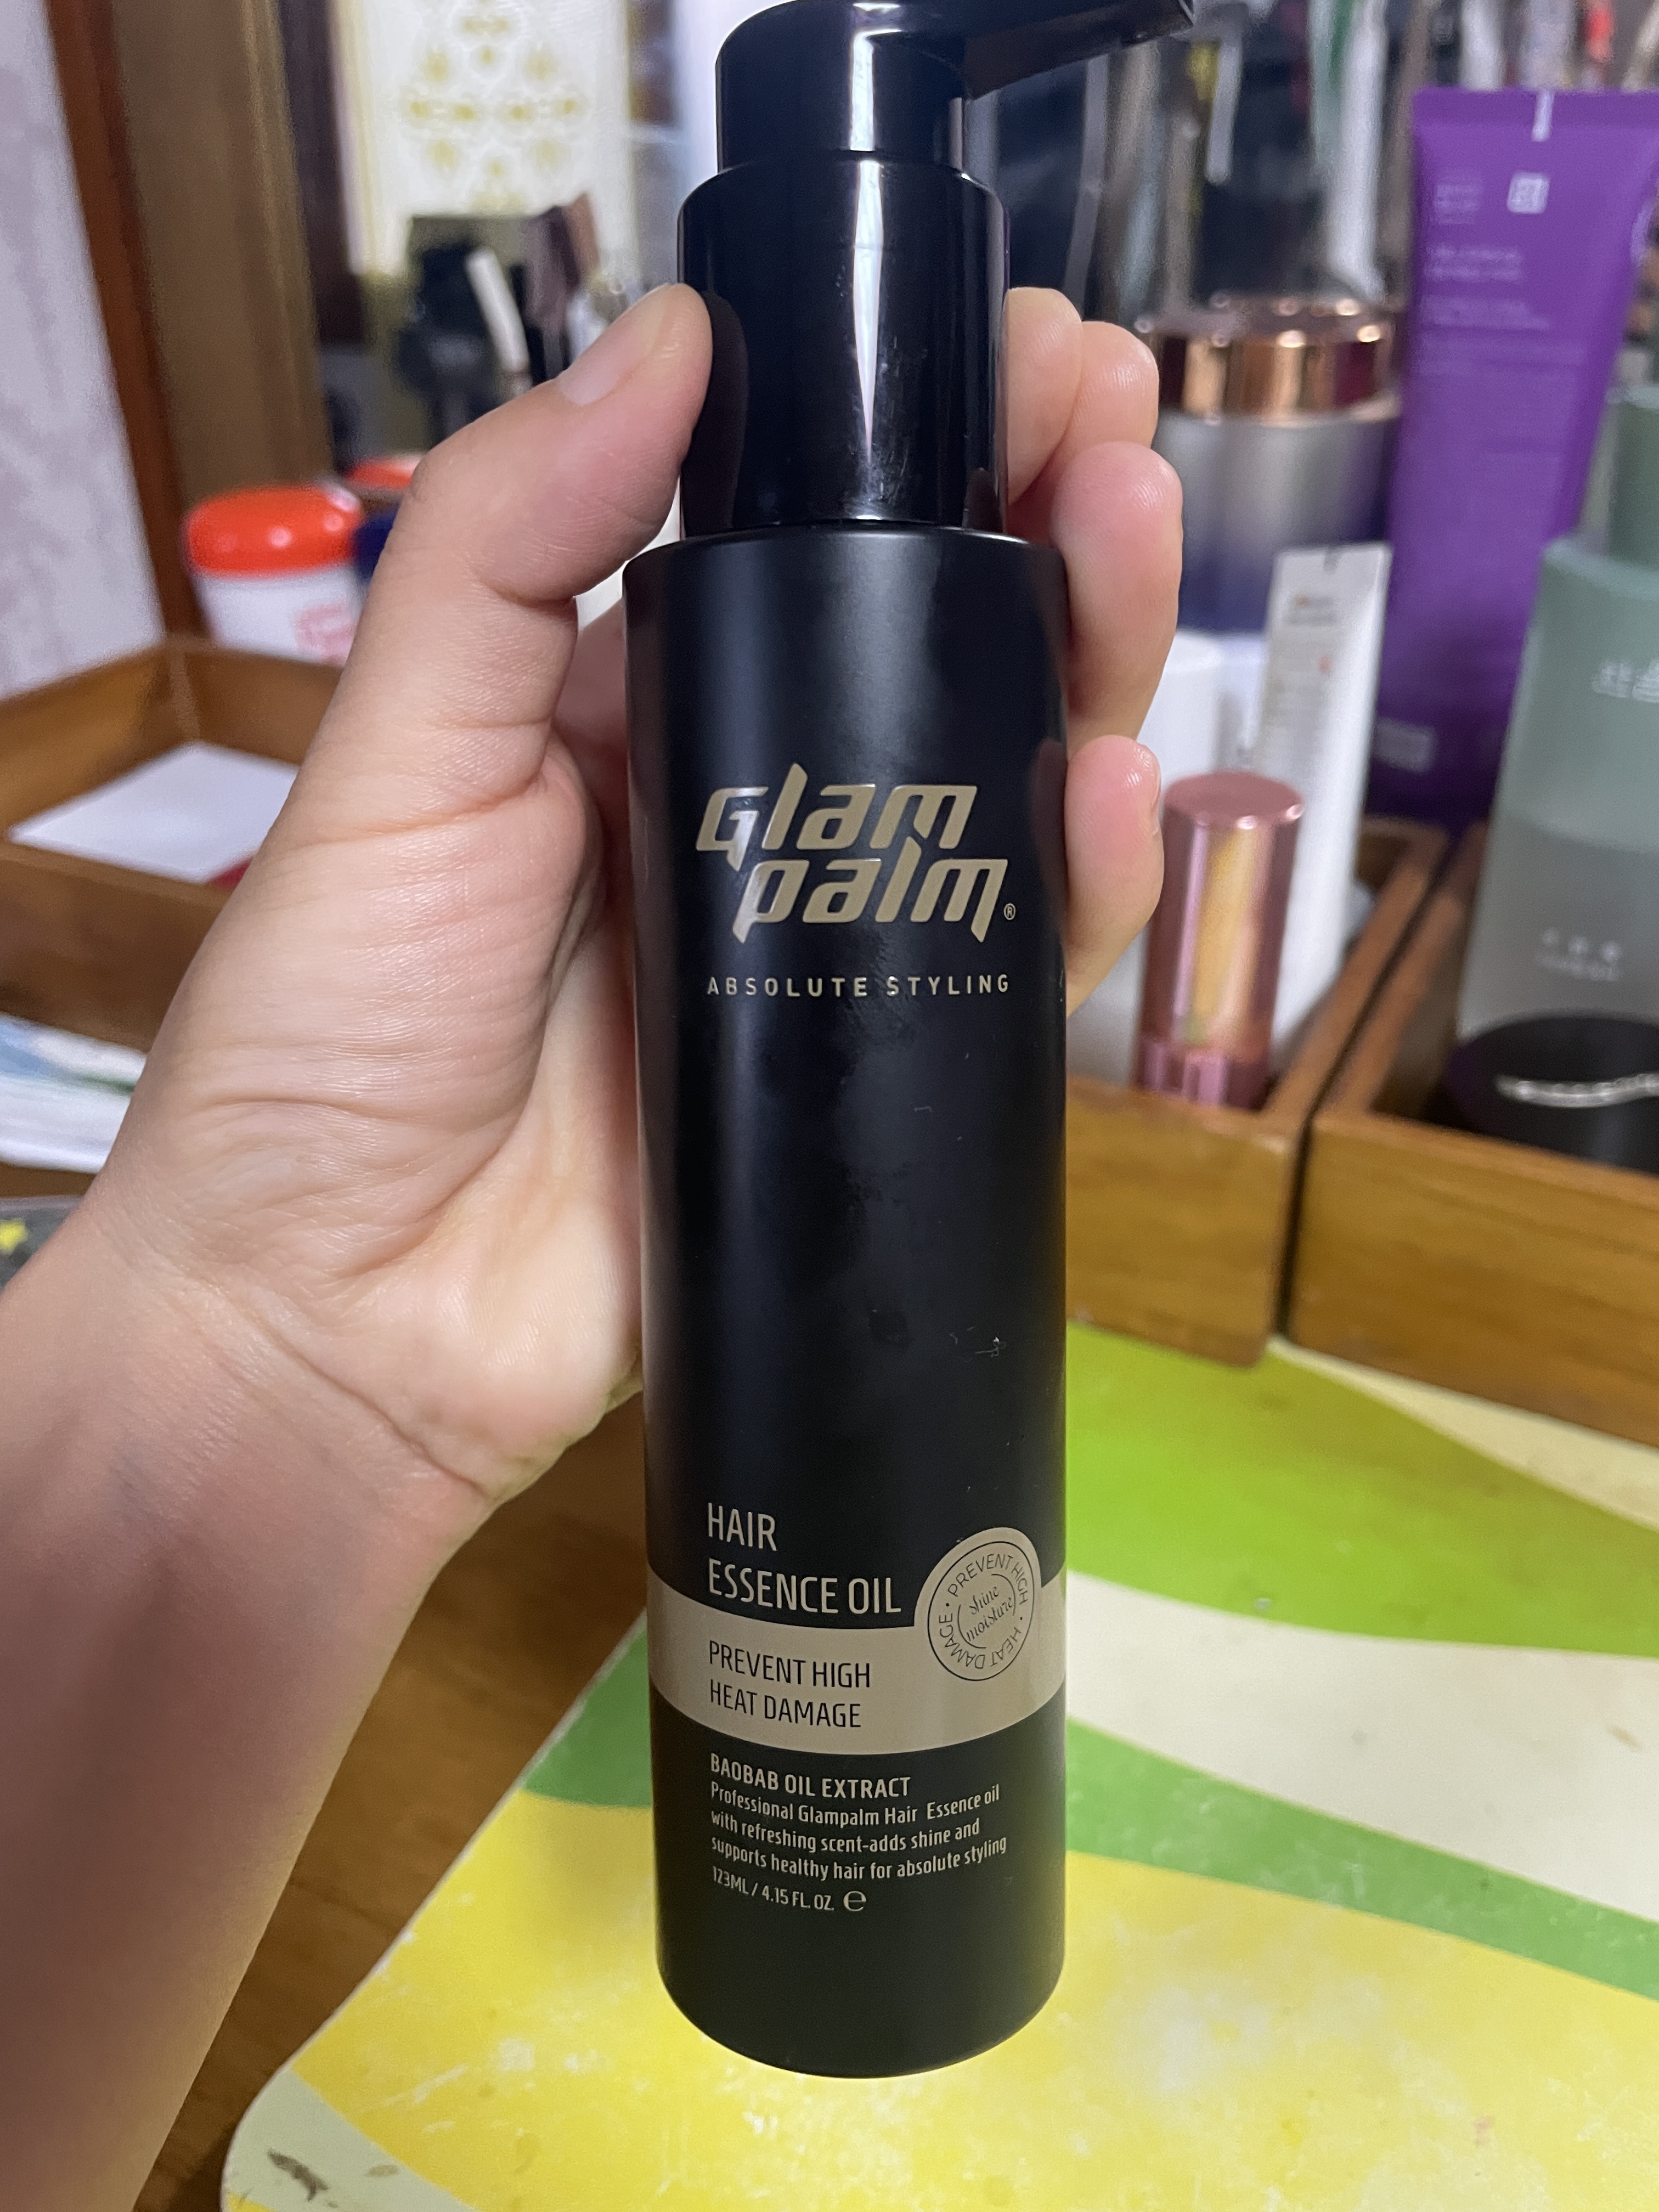 Glam
palm®
ABSOLUTE STYLING
HAIR
ESSENCE OIL
PREVENT HIGH HEAT DAMAGE
shine
moisture
PREVENT HIGH
HEAT DAMAGE
BAOBAB OIL EXTRACT
Professional Glampalm Hair Essence oil
with refreshing scent-adds shine and
supports healthy hair for absolute styling
123ML / 4.15 FL. OZ. ℮